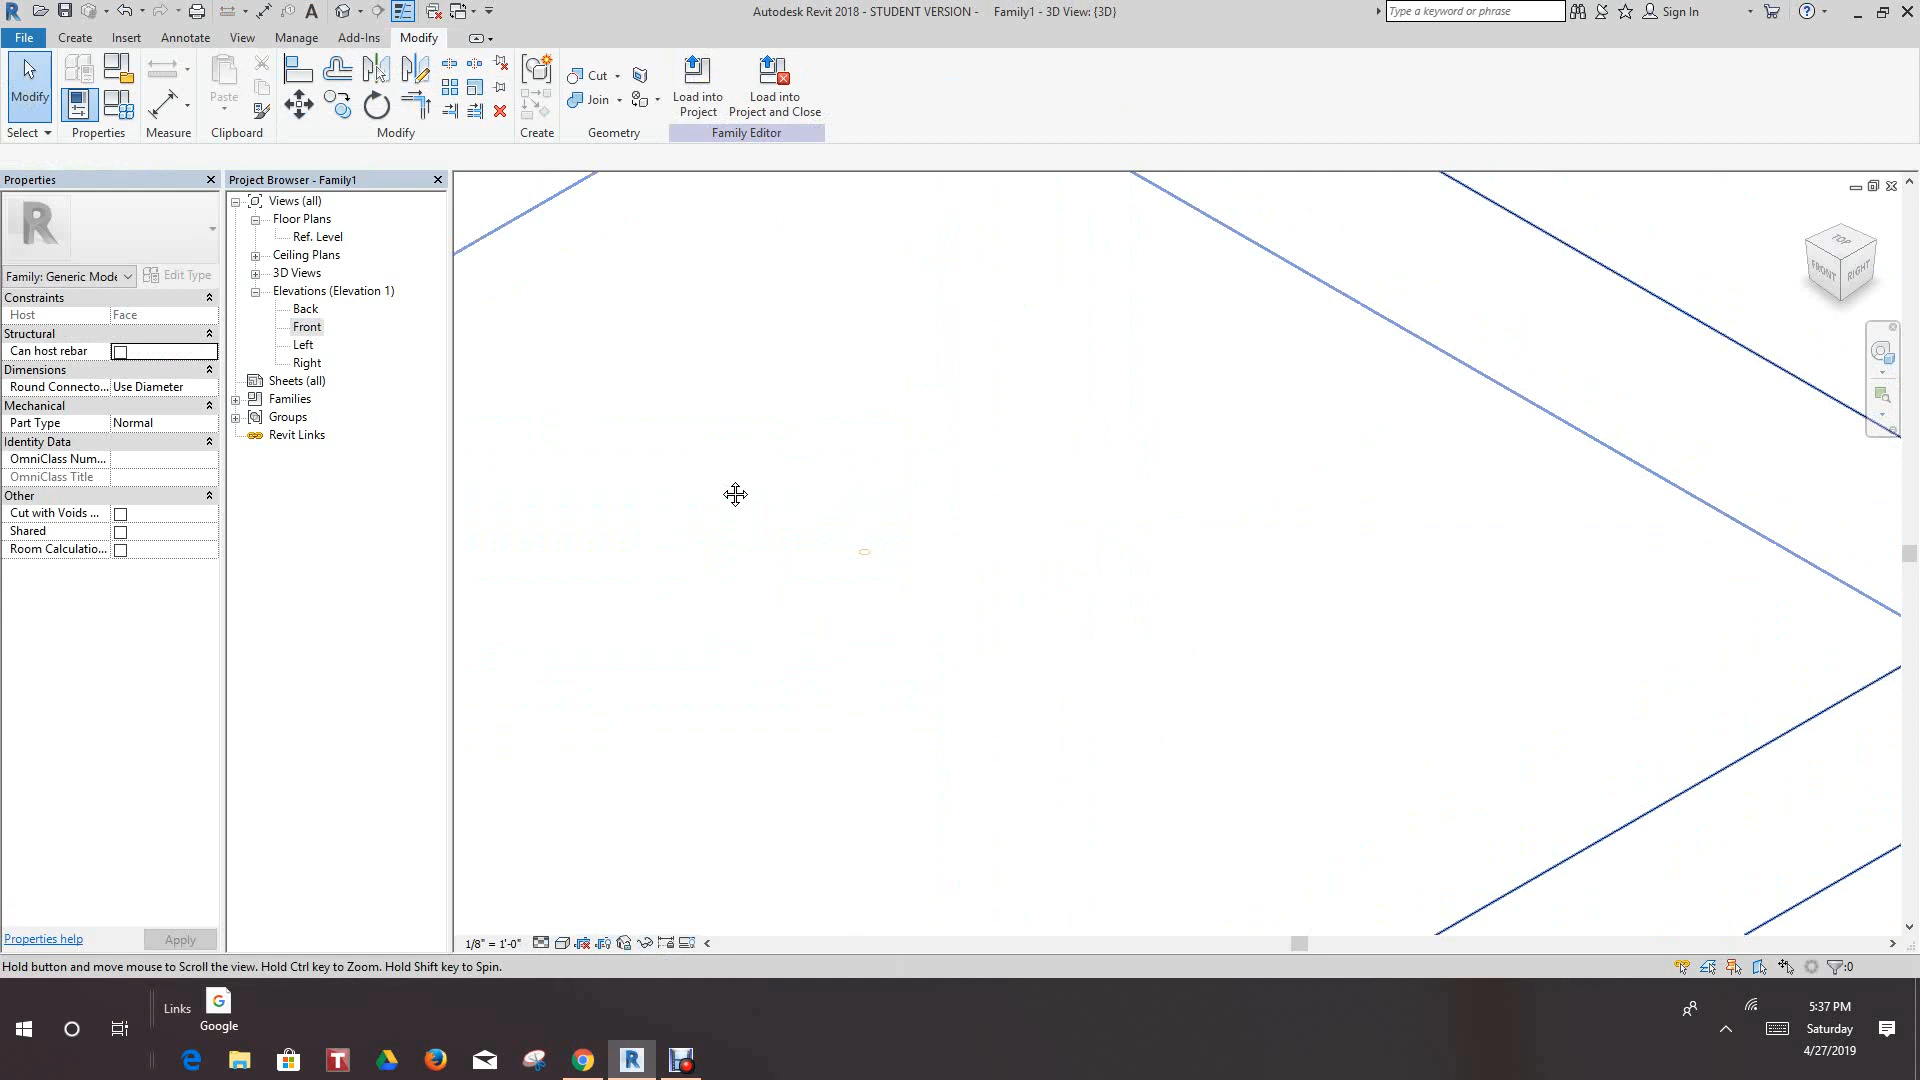 Autodesk Revit 2018 - STUDENT VERSION - Family1 - 3D View: {3D}
Type a keyword or phrase
Sign In
File Create Insert Annotate View Manage Add-Ins Modify
Modify
Paste
Cut
Join
Load into
Project
Load into
Project and Close
Select Properties Measure Clipboard Modify Create Geometry Family Editor
Properties
Family: Generic Mode
Edit Type
Constraints
Host Face
Structural
Can host rebar
Dimensions
Round Connecto... Use Diameter
Mechanical
Part Type Normal
Identity Data
OmniClass Num...
OmniClass Title
Other
Cut with Voids ...
Shared
Room Calculatio...
Properties help
Apply
Project Browser - Family1
Views (all)
Floor Plans
Ref. Level
Ceiling Plans
3D Views
Elevations (Elevation 1)
Back
Front
Left
Right
Sheets (all)
Families
Groups
Revit Links
TOP
FRONT
RIGHT
1/8" = 1'-0"
Hold button and move mouse to Scroll the view. Hold Ctrl key to Zoom. Hold Shift key to Spin.
:0
Links
Google
5:37 PM
Saturday
4/27/2019